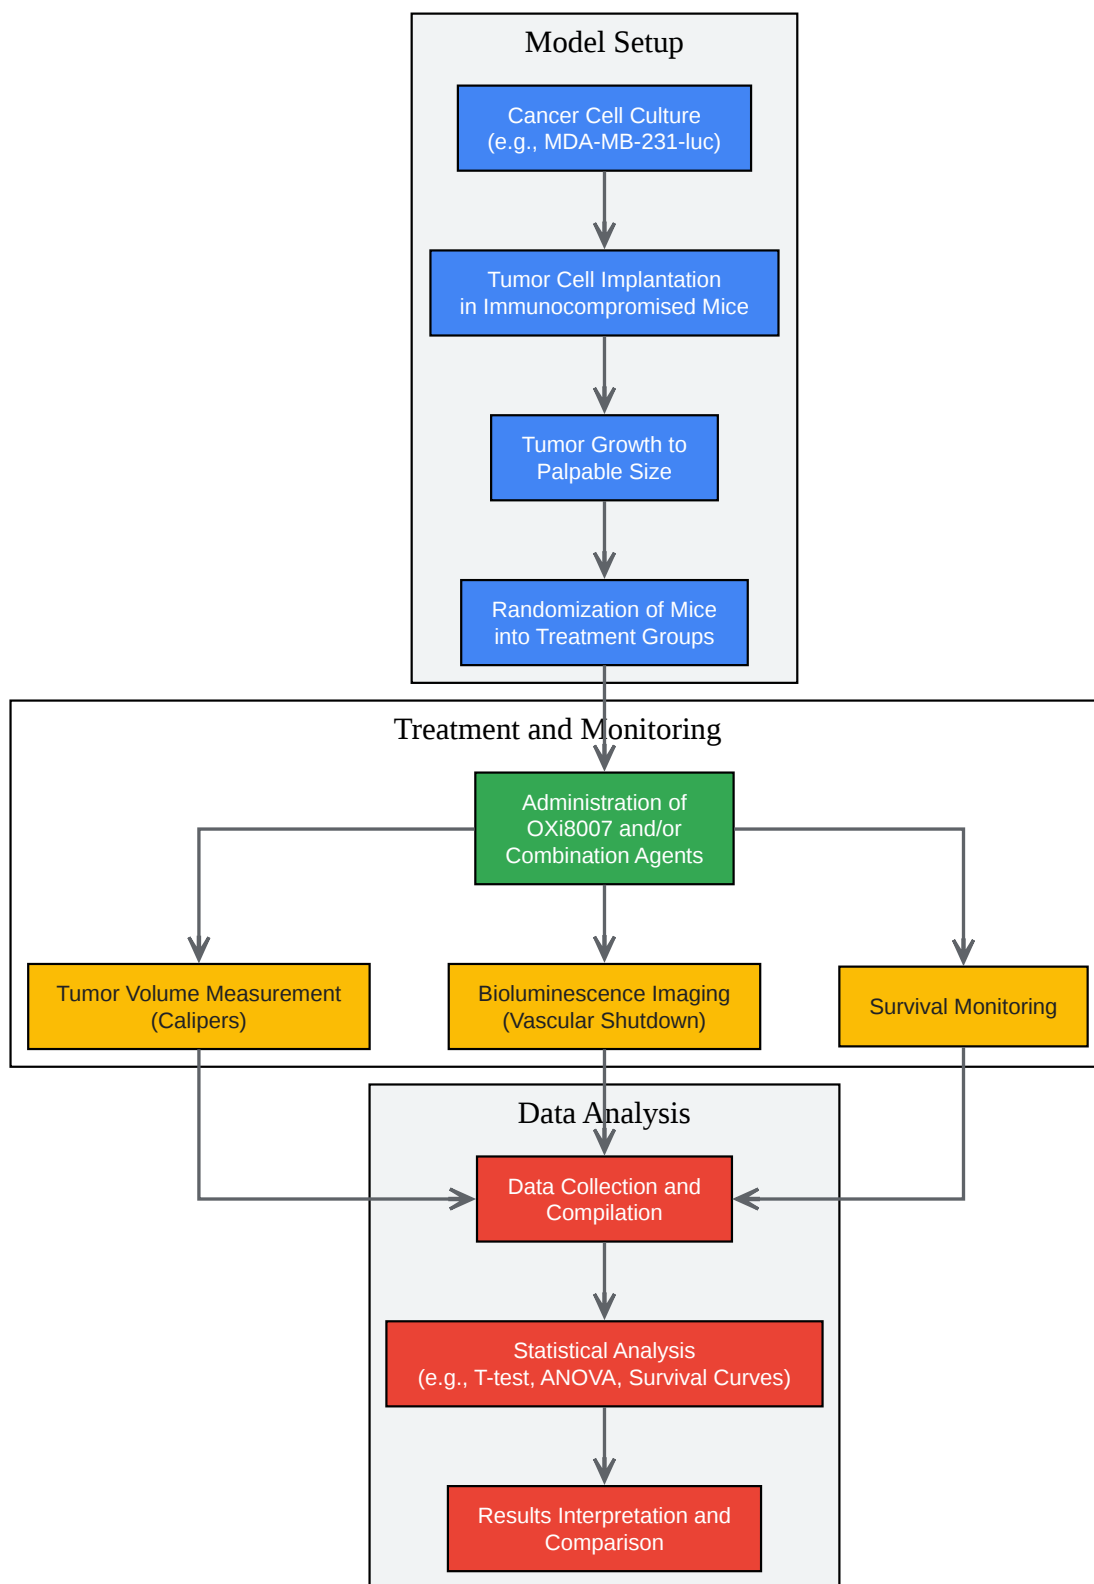 Model Setup
Cancer Cell Culture
(e.g., MDA-MB-231-luc)
Tumor Cell Implantation
in Immunocompromised Mice
Tumor Growth to
Palpable Size
Randomization of Mice
into Treatment Groups
Treatment and Monitoring
Administration of
OXi8007 and/or
Combination Agents
Tumor Volume Measurement
(Calipers)
Bioluminescence Imaging
(Vascular Shutdown)
Survival Monitoring
Data Analysis
Data Collection and
Compilation
Statistical Analysis
(e.g., T-test, ANOVA, Survival Curves)
Results Interpretation and
Comparison